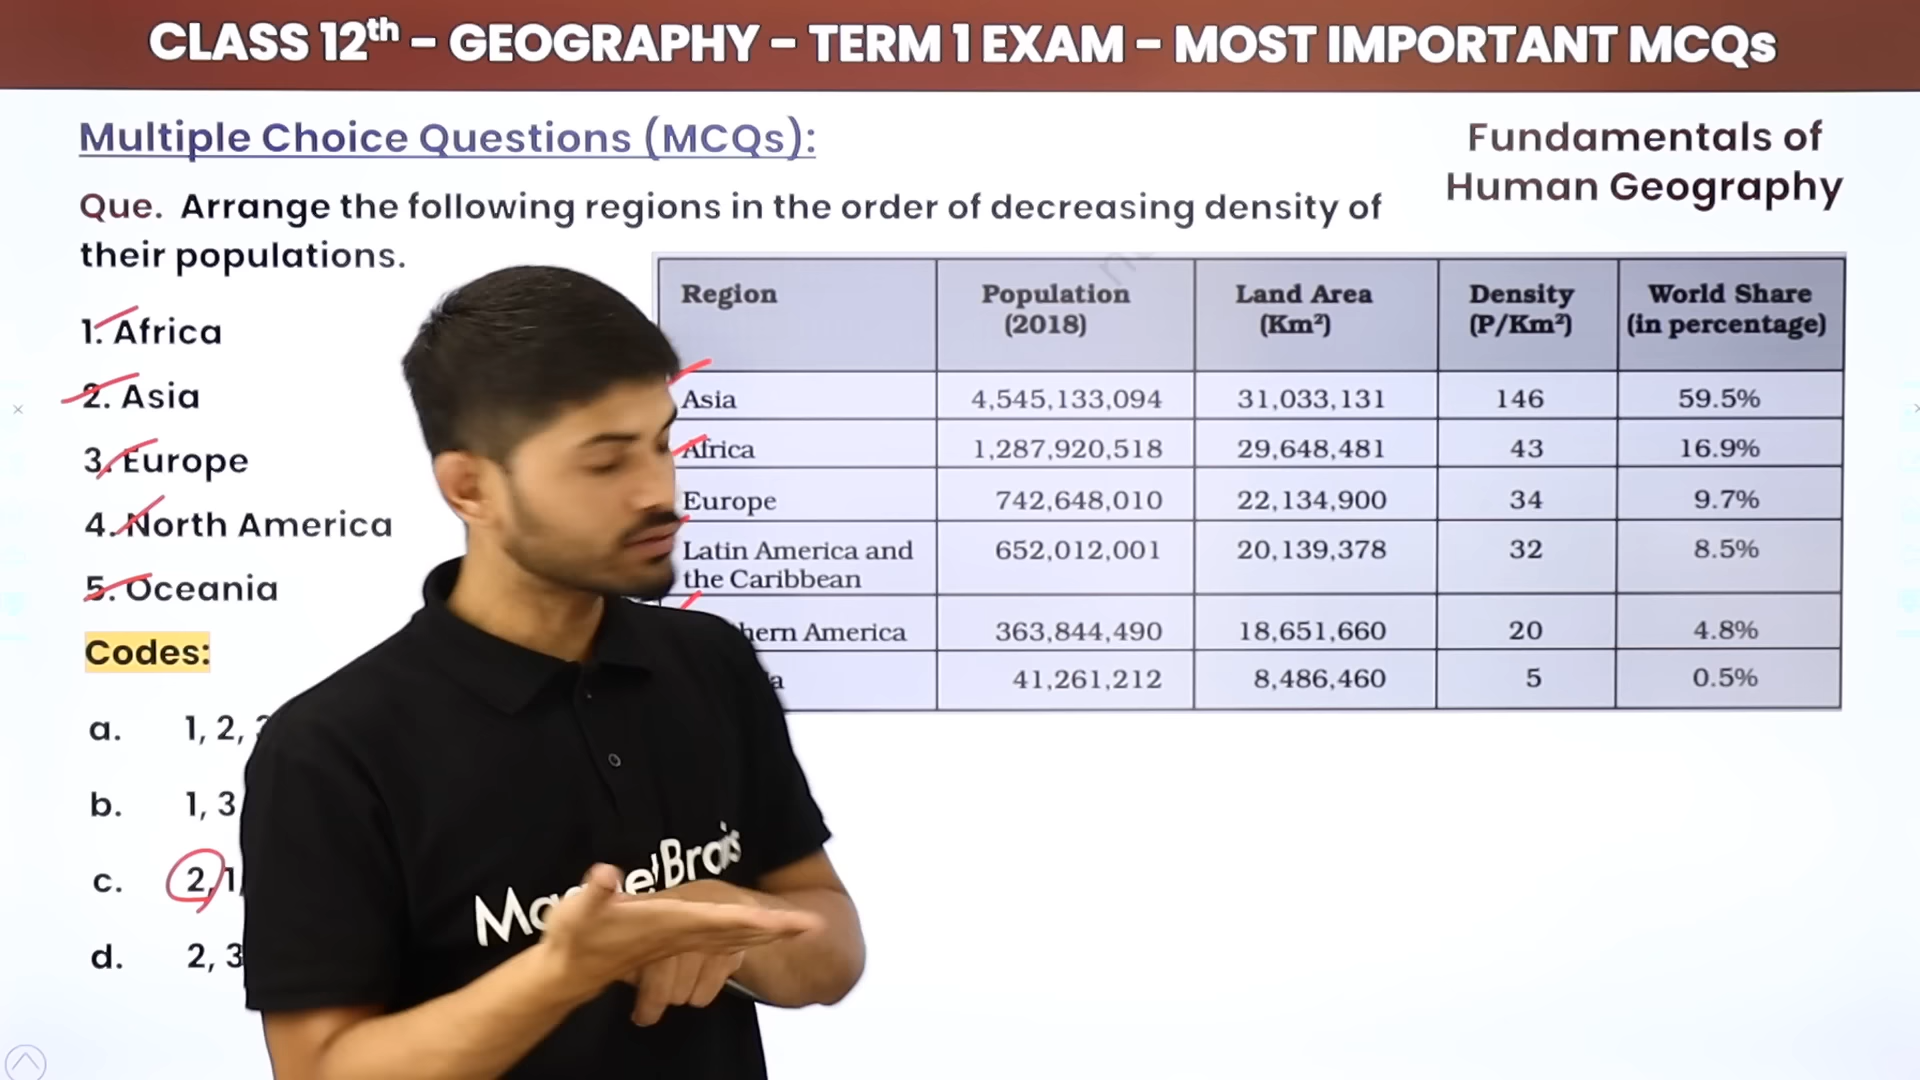 CLASS 12th – GEOGRAPHY – TERM 1 EXAM – MOST IMPORTANT MCQs
Multiple Choice Questions (MCQs):
Fundamentals of
Human Geography
Que. Arrange the following regions in the order of decreasing density of
their populations.
1. Africa
2. Asia
3. Europe
4. North America
5. Oceania
Codes:
a. 1, 2,
b. 1, 3
c. 2, 1,
d. 2, 3
Region Population (2018) Land Area (Km²) Density (P/Km²) World Share (in percentage)
Asia 4,545,133,094 31,033,131 146 59.5%
Africa 1,287,920,518 29,648,481 43 16.9%
Europe 742,648,010 22,134,900 34 9.7%
Latin America and the Caribbean 652,012,001 20,139,378 32 8.5%
America 363,844,490 18,651,660 20 4.8%
41,261,212 8,486,460 5 0.5%